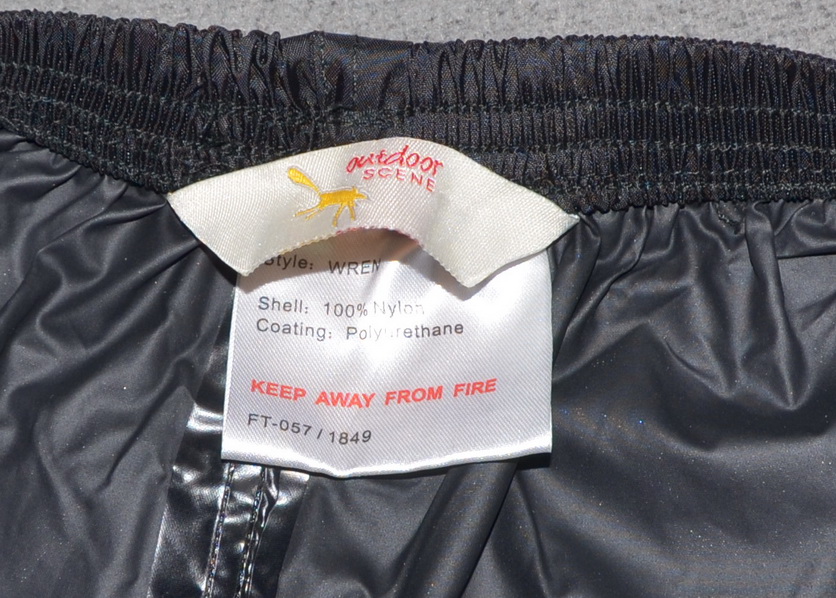 outdoor
SCENE
Style: WREN
Shell: 100% Nylon
Coating: Polyurethane
KEEP AWAY FROM FIRE
FT-057 / 1849